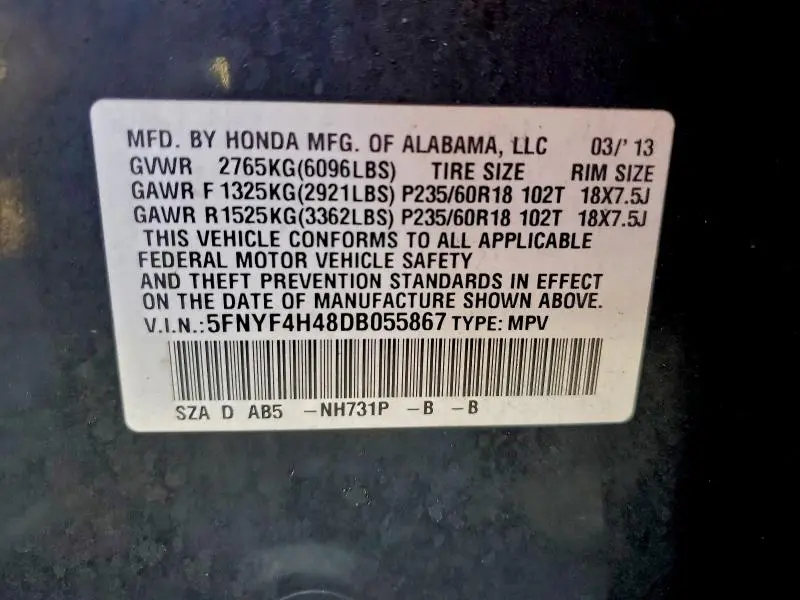 MFD. BY HONDA MFG. OF ALABAMA, LLC 03/'13
GVWR 2765KG(6096LBS) TIRE SIZE RIM SIZE
GAWR F 1325KG(2921LBS) P235/60R18 102T 18X7.5J
GAWR R1525KG(3362LBS) P235/60R18 102T 18X7.5J
THIS VEHICLE CONFORMS TO ALL APPLICABLE
FEDERAL MOTOR VEHICLE SAFETY
AND THEFT PREVENTION STANDARDS IN EFFECT
ON THE DATE OF MANUFACTURE SHOWN ABOVE.
V.I.N.:5FNYF4H48DB055867 TYPE: MPV
SZA D AB5 -NH731P -B -B